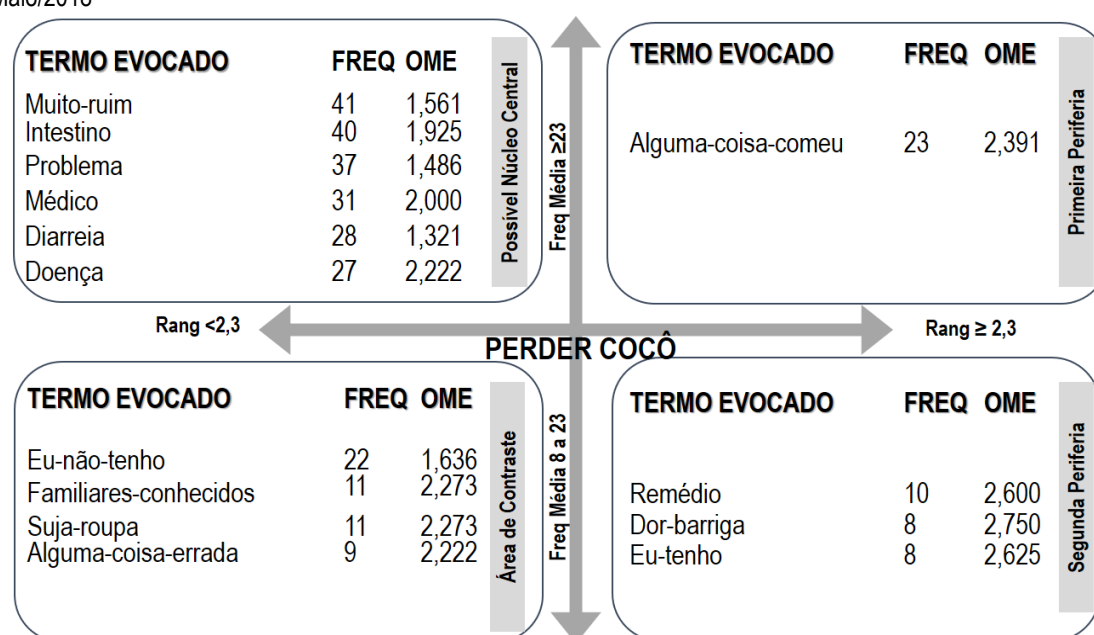 Maio/2018
TERMO EVOCADO FREQ OME
Muito-ruim 41 1,561
Intestino 40 1,925
Problema 37 1,486
Médico 31 2,000
Diarreia 28 1,321
Doença 27 2,222
Possível Núcleo Central
Freq Média ≥23
TERMO EVOCADO FREQ OME
Alguma-coisa-comeu 23 2,391
Primeira Periferia
Rang <2,3
Rang ≥ 2,3
PERDER COCÔ
TERMO EVOCADO FREQ OME
Eu-não-tenho 22 1,636
Familiares-conhecidos 11 2,273
Suja-roupa 11 2,273
Alguma-coisa-errada 9 2,222
Área de Contraste
Freq Média 8 a 23
TERMO EVOCADO FREQ OME
Remédio 10 2,600
Dor-barriga 8 2,750
Eu-tenho 8 2,625
Segunda Periferia